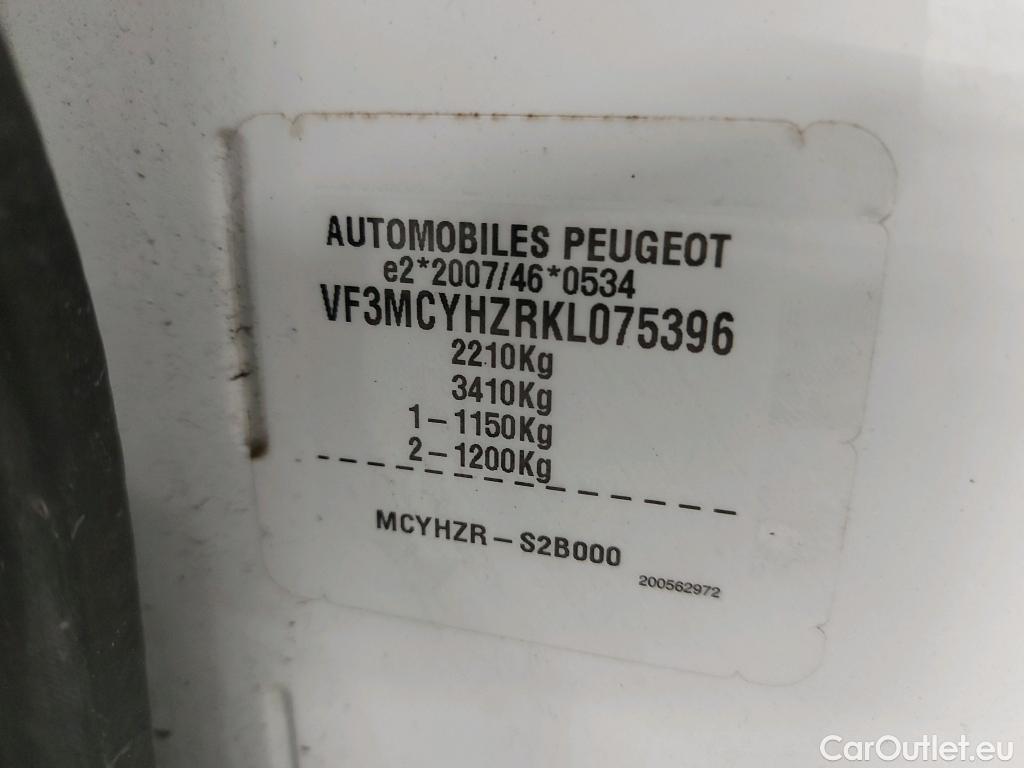 AUTOMOBILES PEUGEOT
e2*2007/46*0534
VF3MCYHZRKL075396
2210Kg
3410Kg
1-1150Kg
2-1200Kg
MCYHZR-S2B000
200562972
CarOutlet.eu